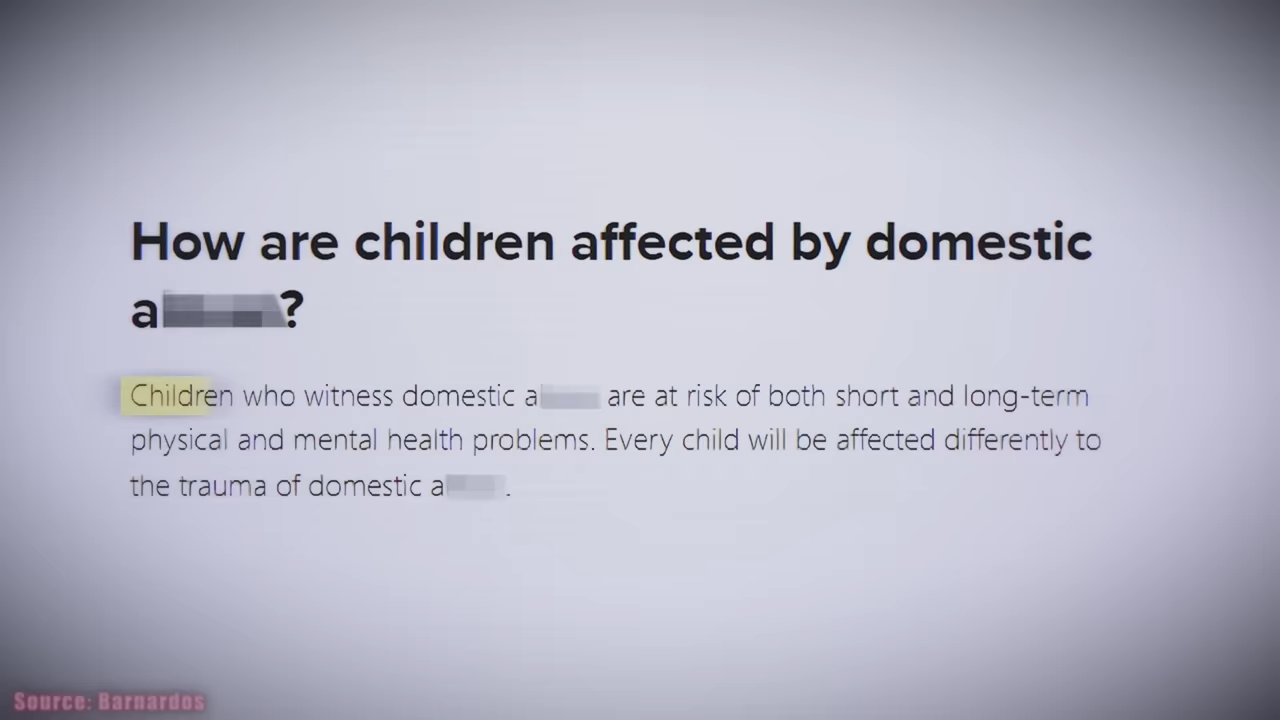 How are children affected by domestic
a ?
Children who witness domestic a are at risk of both short and long-term
physical and mental health problems. Every child will be affected differently to
the trauma of domestic a .
Source: Barnardos